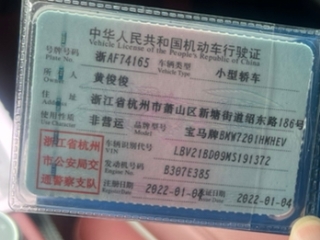 中华人民共和国机动车行驶证
Vehicle License of the People's Republic of China
号牌号码 浙AF74165 车辆类型 小型轿车
Plate No. Vehicle Type
所有人 黄俊俊
Owner
住址 浙江省杭州市萧山区新塘街道绍东路186号
Address
使用性质 非营运 品牌型号 宝马牌BMW7201HMHEV
Use Character Model
浙江省杭州市公安局交通警察支队
车辆识别代号 LBV21BD09MS191372
VIN
发动机号码 B387E385
Engine No.
注册日期 2022-01-04 发证日期 2022-01-04
Register Date Issue Date